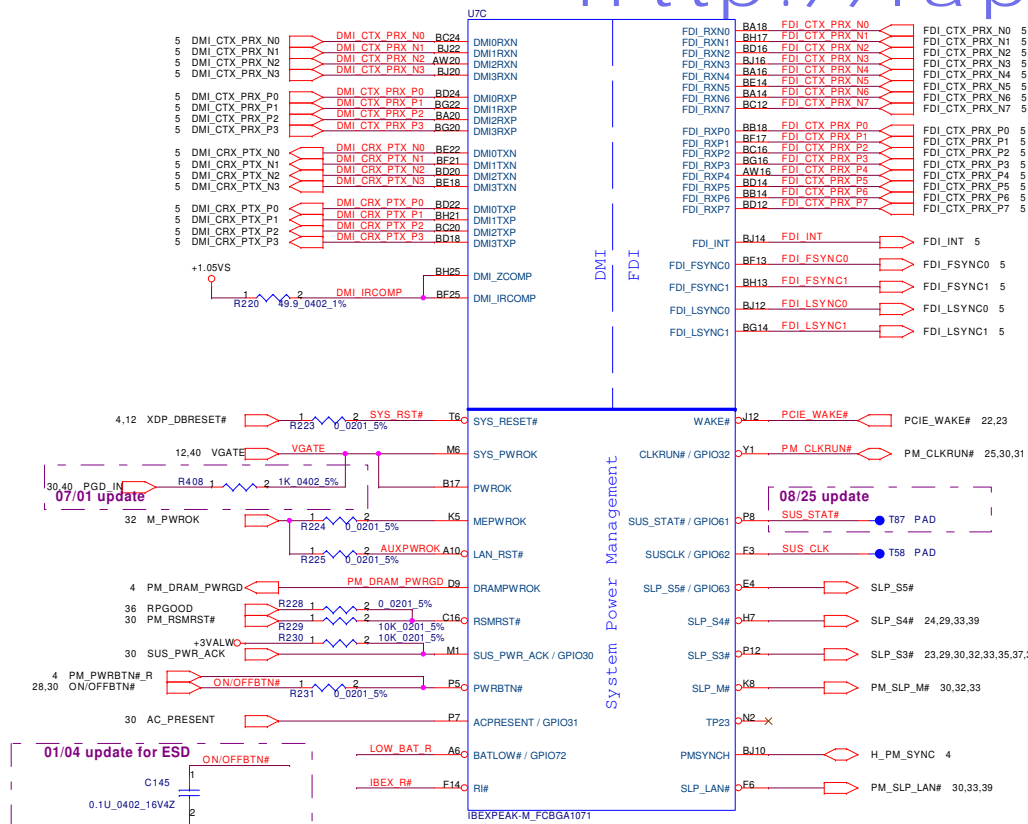 U7C
5 DMI_CTX_PRX_N0 DMI_CTX_PRX_N0 BC24 DMI0RXN
5 DMI_CTX_PRX_N1 DMI_CTX_PRX_N1 BJ22 DMI1RXN
5 DMI_CTX_PRX_N2 DMI_CTX_PRX_N2 AW20 DMI2RXN
5 DMI_CTX_PRX_N3 DMI_CTX_PRX_N3 BJ20 DMI3RXN
5 DMI_CTX_PRX_P0 DMI_CTX_PRX_P0 BD24 DMI0RXP
5 DMI_CTX_PRX_P1 DMI_CTX_PRX_P1 BG22 DMI1RXP
5 DMI_CTX_PRX_P2 DMI_CTX_PRX_P2 BA20 DMI2RXP
5 DMI_CTX_PRX_P3 DMI_CTX_PRX_P3 BG20 DMI3RXP
5 DMI_CRX_PTX_N0 DMI_CRX_PTX_N0 BE22 DMI0TXN
5 DMI_CRX_PTX_N1 DMI_CRX_PTX_N1 BF21 DMI1TXN
5 DMI_CRX_PTX_N2 DMI_CRX_PTX_N2 BD20 DMI2TXN
5 DMI_CRX_PTX_N3 DMI_CRX_PTX_N3 BE18 DMI3TXN
5 DMI_CRX_PTX_P0 DMI_CRX_PTX_P0 BD22 DMI0TXP
5 DMI_CRX_PTX_P1 DMI_CRX_PTX_P1 BH21 DMI1TXP
5 DMI_CRX_PTX_P2 DMI_CRX_PTX_P2 BC20 DMI2TXP
5 DMI_CRX_PTX_P3 DMI_CRX_PTX_P3 BD18 DMI3TXP
+1.05VS
BH25 DMI_ZCOMP
R220 1 2 49.9_0402_1% DMI_IRCOMP BF25 DMI_IRCOMP
DMI
FDI
FDI_RXN0 BA18 FDI_CTX_PRX_N0 FDI_CTX_PRX_N0 5
FDI_RXN1 BH17 FDI_CTX_PRX_N1 FDI_CTX_PRX_N1 5
FDI_RXN2 BD16 FDI_CTX_PRX_N2 FDI_CTX_PRX_N2 5
FDI_RXN3 BJ16 FDI_CTX_PRX_N3 FDI_CTX_PRX_N3 5
FDI_RXN4 BA16 FDI_CTX_PRX_N4 FDI_CTX_PRX_N4 5
FDI_RXN5 BE14 FDI_CTX_PRX_N5 FDI_CTX_PRX_N5 5
FDI_RXN6 BA14 FDI_CTX_PRX_N6 FDI_CTX_PRX_N6 5
FDI_RXN7 BC12 FDI_CTX_PRX_N7 FDI_CTX_PRX_N7 5
FDI_RXP0 BB18 FDI_CTX_PRX_P0 FDI_CTX_PRX_P0 5
FDI_RXP1 BF17 FDI_CTX_PRX_P1 FDI_CTX_PRX_P1 5
FDI_RXP2 BC16 FDI_CTX_PRX_P2 FDI_CTX_PRX_P2 5
FDI_RXP3 BG16 FDI_CTX_PRX_P3 FDI_CTX_PRX_P3 5
FDI_RXP4 AW16 FDI_CTX_PRX_P4 FDI_CTX_PRX_P4 5
FDI_RXP5 BD14 FDI_CTX_PRX_P5 FDI_CTX_PRX_P5 5
FDI_RXP6 BB14 FDI_CTX_PRX_P6 FDI_CTX_PRX_P6 5
FDI_RXP7 BD12 FDI_CTX_PRX_P7 FDI_CTX_PRX_P7 5
FDI_INT BJ14 FDI_INT FDI_INT 5
FDI_FSYNC0 BF13 FDI_FSYNC0 FDI_FSYNC0 5
FDI_FSYNC1 BH13 FDI_FSYNC1 FDI_FSYNC1 5
FDI_LSYNC0 BJ12 FDI_LSYNC0 FDI_LSYNC0 5
FDI_LSYNC1 BG14 FDI_LSYNC1 FDI_LSYNC1 5
4,12 XDP_DBRESET# R223 1 2 0_0201_5% SYS_RST# T6 SYS_RESET#
12,40 VGATE VGATE M6 SYS_PWROK
30,40 PGD_IN R408 1 2 1K_0402_5% B17 PWROK
07/01 update
32 M_PWROK R224 1 2 0_0201_5% K5 MEPWROK
R225 1 2 0_0201_5% AUXPWROK A10 LAN_RST#
4 PM_DRAM_PWRGD PM_DRAM_PWRGD D9 DRAMPWROK
36 RPGOOD R228 1 2 0_0201_5%
30 PM_RSMRST# R229 1 2 10K_0201_5% C16 RSMRST#
+3VALW R230 1 2 10K_0201_5%
30 SUS_PWR_ACK M1 SUS_PWR_ACK / GPIO30
4 PM_PWRBTN#_R
28,30 ON/OFFBTN# ON/OFFBTN# R231 1 2 0_0201_5% P5 PWRBTN#
30 AC_PRESENT P7 ACPRESENT / GPIO31
LOW_BAT_R A6 BATLOW# / GPIO72
IBEX_R# F14 RI#
01/04 update for ESD
ON/OFFBTN#
C145 1
0.1U_0402_16V4Z
2
System Power Management
WAKE# J12 PCIE_WAKE# PCIE_WAKE# 22,23
CLKRUN# / GPIO32 Y1 PM_CLKRUN# PM_CLKRUN# 25,30,31
08/25 update
SUS_STAT# / GPIO61 P8 SUS_STAT# T87 PAD
SUSCLK / GPIO62 F3 SUS_CLK T58 PAD
SLP_S5# / GPIO63 E4 SLP_S5#
SLP_S4# H7 SLP_S4# 24,29,33,39
SLP_S3# P12 SLP_S3# 23,29,30,32,33,35,37,
SLP_M# K8 PM_SLP_M# 30,32,33
TP23 N2
PMSYNCH BJ10 H_PM_SYNC 4
SLP_LAN# F6 PM_SLP_LAN# 30,33,39
IBEXPEAK-M_FCBGA1071